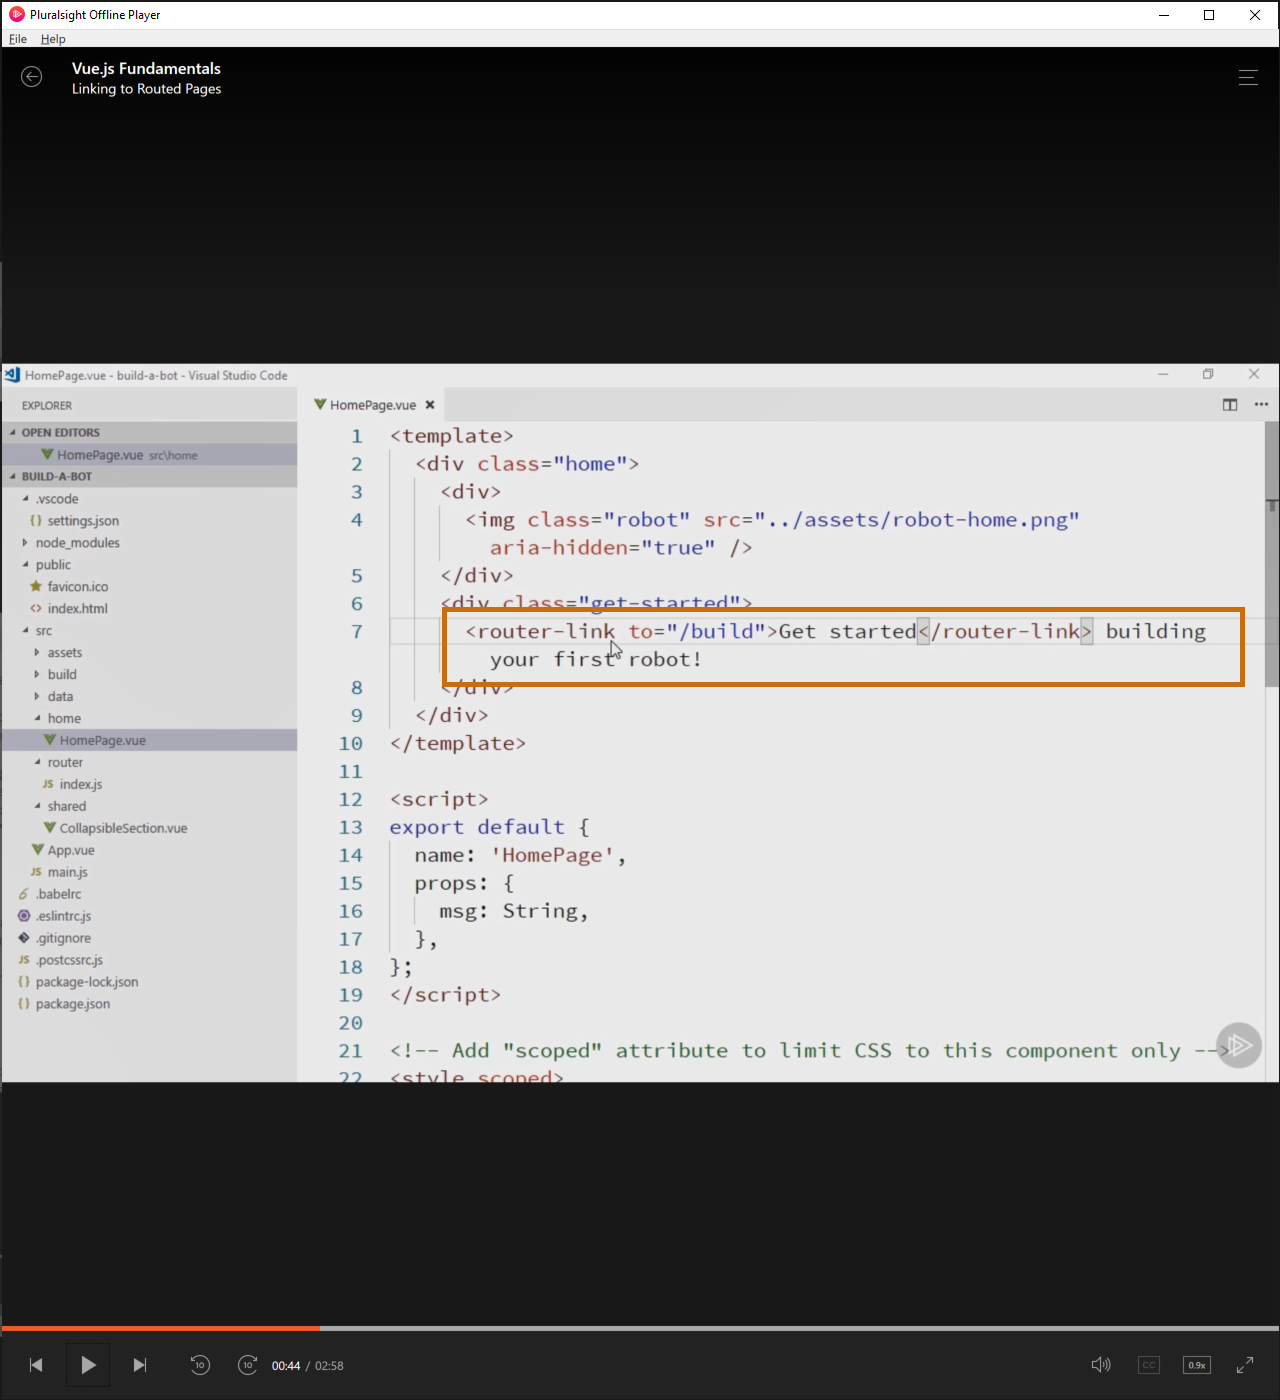 Pluralsight Offline Player
File Help
Vue.js Fundamentals
Linking to Routed Pages
HomePage.vue - build-a-bot - Visual Studio Code
EXPLORER
OPEN EDITORS
HomePage.vue src\home
BUILD-A-BOT
.vscode
{} settings.json
node_modules
public
favicon.ico
<> index.html
src
assets
build
data
home
HomePage.vue
router
JS index.js
shared
CollapsibleSection.vue
App.vue
JS main.js
.babelrc
.eslintrc.js
.gitignore
JS .postcssrc.js
{} package-lock.json
{} package.json
HomePage.vue
1 <template>
2 <div class="home">
3 <div>
4 <img class="robot" src="../assets/robot-home.png"
aria-hidden="true" />
5 </div>
6 <div class="get-started">
7 <router-link to="/build">Get started</router-link> building
your first robot!
8 </div>
9 </div>
10 </template>
11
12 <script>
13 export default {
14 name: 'HomePage',
15 props: {
16 msg: String,
17 },
18 };
19 </script>
20
21 <!-- Add "scoped" attribute to limit CSS to this component only -->
22 <style scoped>
10 10 00:44 / 02:58 CC 0.9x